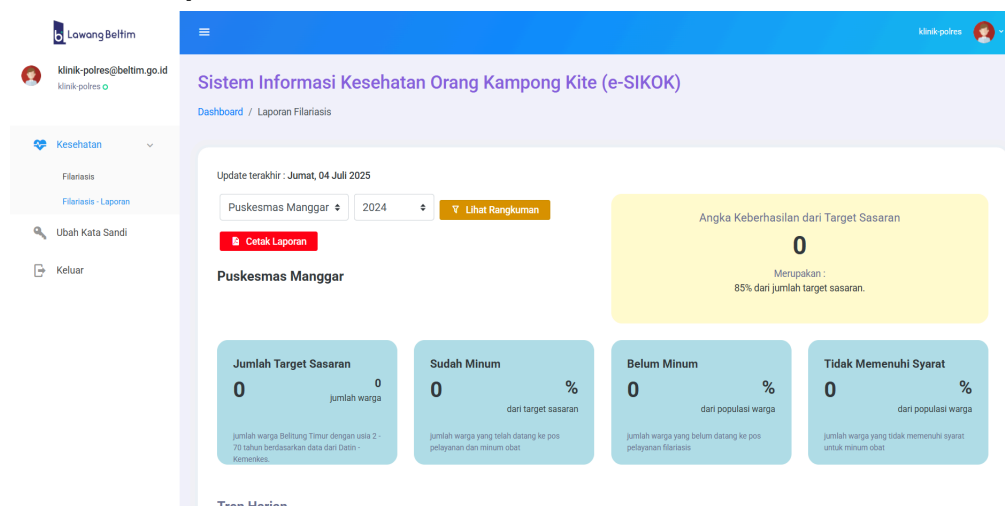 Lawang Beltim
klinik-polres
klinik-polres@beltim.go.id
klinik-polres
Kesehatan
Filariasis
Filariasis - Laporan
Ubah Kata Sandi
Keluar
Sistem Informasi Kesehatan Orang Kampong Kite (e-SIKOK)
Dashboard / Laporan Filariasis
Update terakhir : Jumat, 04 Juli 2025
Puskesmas Manggar
2024
Lihat Rangkuman
Cetak Laporan
Puskesmas Manggar
Angka Keberhasilan dari Target Sasaran
0
Merupakan :
85% dari jumlah target sasaran.
Jumlah Target Sasaran
0
0
jumlah warga
jumlah warga Belitung Timur dengan usia 2 -
70 tahun berdasarkan data dari Datin -
Kemenkes.
Sudah Minum
0
%
dari target sasaran
jumlah warga yang telah datang ke pos
pelayanan dan minum obat
Belum Minum
0
%
dari populasi warga
jumlah warga yang belum datang ke pos
pelayanan filariasis
Tidak Memenuhi Syarat
0
%
dari populasi warga
jumlah warga yang tidak memenuhi syarat
untuk minum obat
Tren Harian